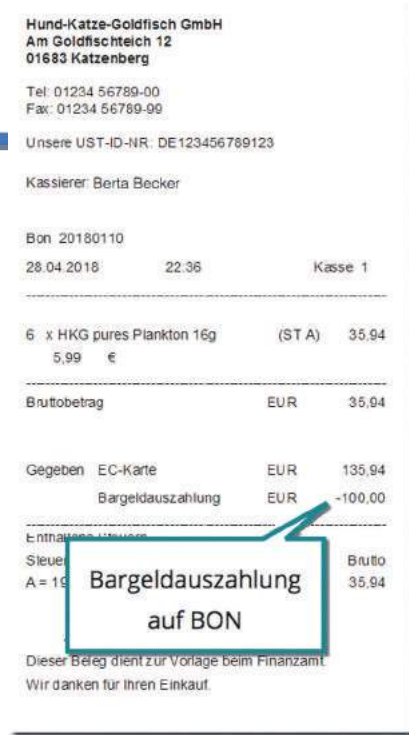 Hund-Katze-Goldfisch GmbH
Am Goldfischteich 12
01683 Katzenberg
Tel: 01234 56789-00
Fax: 01234 56789-99
Unsere UST-ID-NR: DE123456789123
Kassierer: Berta Becker
Bon 20180110
28.04.2018 22:36 Kasse 1
6 x HKG pures Plankton 16g (ST A) 35,94
5,99 €
Bruttobetrag EUR 35,94
Gegeben EC-Karte EUR 135,94
Bargeldauszahlung EUR -100,00
Brutto
A = 19 35,94
Bargeldauszahlung
auf BON
Dieser Beleg dient zur Vorlage beim Finanzamt
Wir danken für Ihren Einkauf.